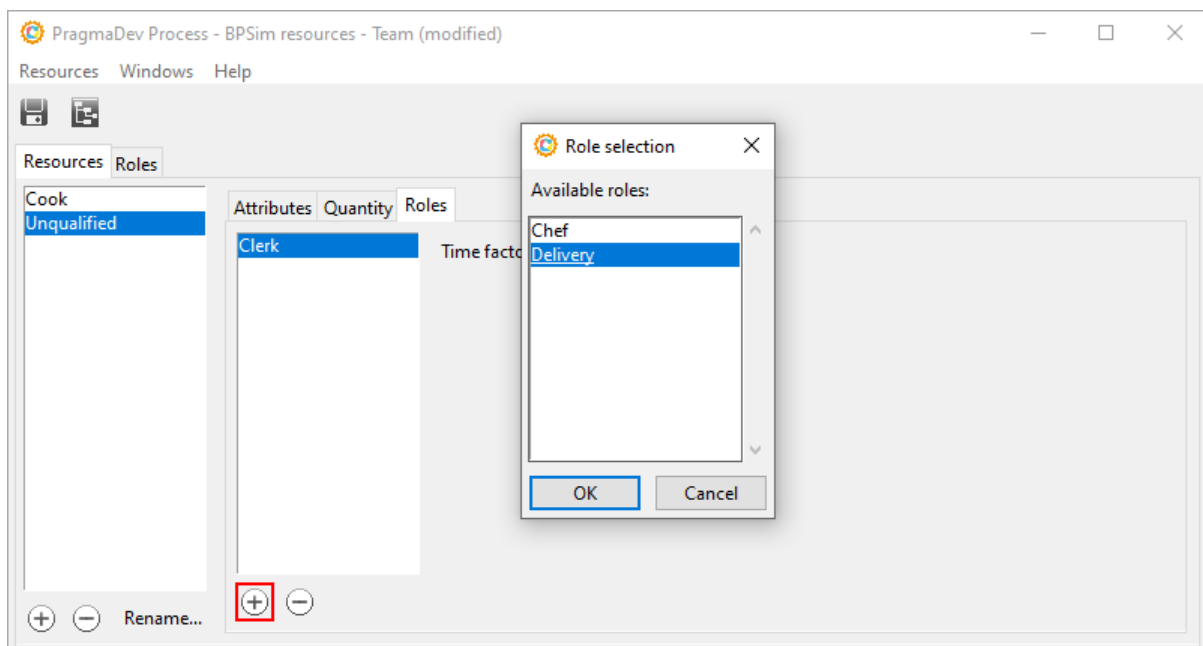 PragmaDev Process - BPSim resources - Team (modified)
Resources Windows Help
Resources Roles
Cook
Unqualified
Attributes Quantity Roles
Clerk
Time facto
Role selection
Available roles:
Chef
Delivery
OK Cancel
Rename...